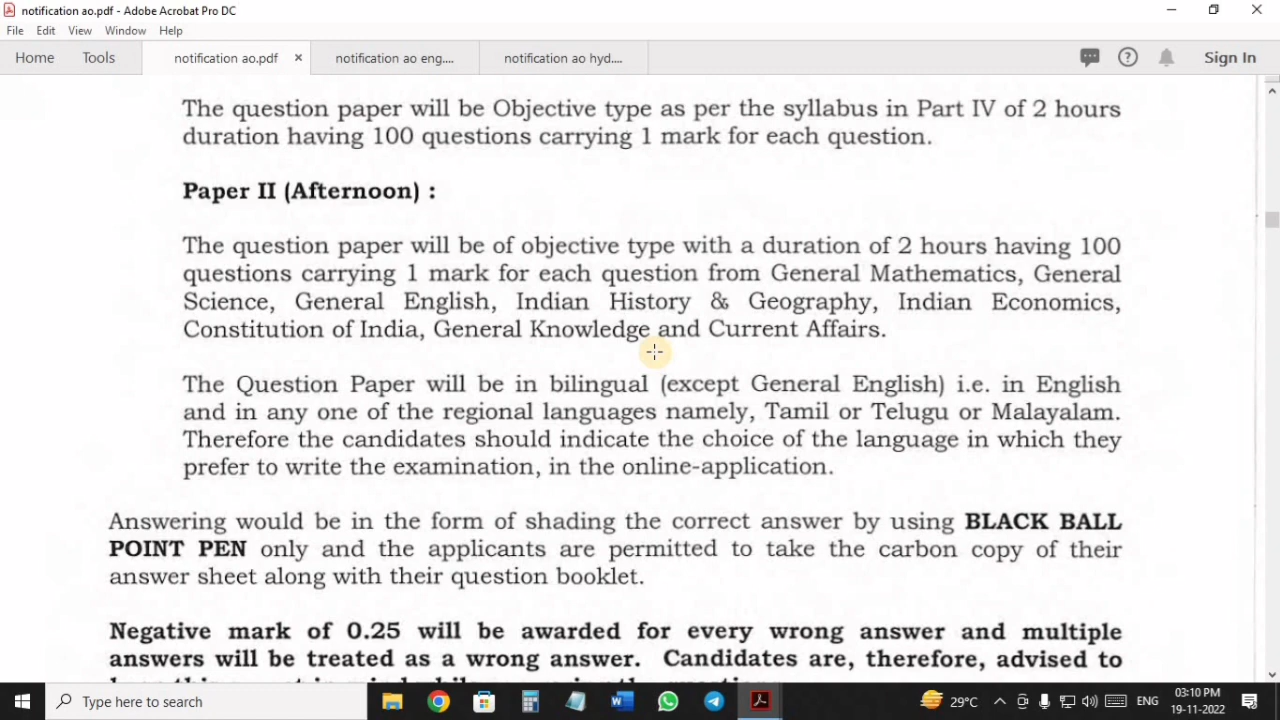 notification ao.pdf - Adobe Acrobat Pro DC
File Edit View Window Help
Home Tools notification ao.pdf × notification ao eng.... notification ao hyd.... Sign In
The question paper will be Objective type as per the syllabus in Part IV of 2 hours
duration having 100 questions carrying 1 mark for each question.
Paper II (Afternoon) :
The question paper will be of objective type with a duration of 2 hours having 100
questions carrying 1 mark for each question from General Mathematics, General
Science, General English, Indian History & Geography, Indian Economics,
Constitution of India, General Knowledge and Current Affairs.
The Question Paper will be in bilingual (except General English) i.e. in English
and in any one of the regional languages namely, Tamil or Telugu or Malayalam.
Therefore the candidates should indicate the choice of the language in which they
prefer to write the examination, in the online-application.
Answering would be in the form of shading the correct answer by using BLACK BALL
POINT PEN only and the applicants are permitted to take the carbon copy of their
answer sheet along with their question booklet.
Negative mark of 0.25 will be awarded for every wrong answer and multiple
answers will be treated as a wrong answer. Candidates are, therefore, advised to
Type here to search 29°C ENG 03:10 PM
19-11-2022